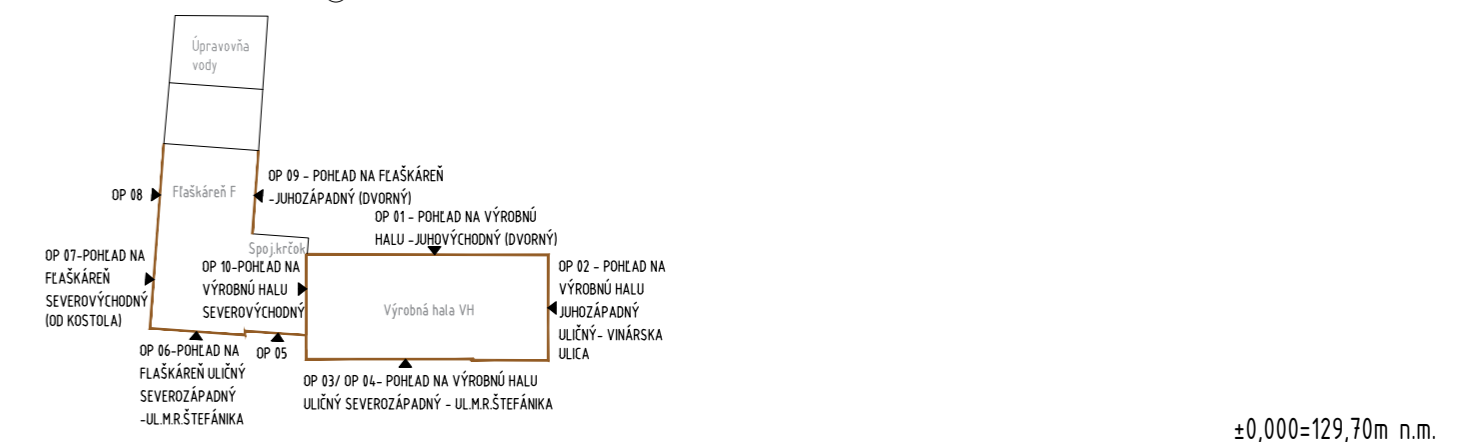 Úpravovňa
vody
OP 08
Fľaškáreň F
OP 09 - POHĽAD NA FĽAŠKÁREŇ
-JUHOZÁPADNÝ (DVORNÝ)
OP 01 - POHĽAD NA VÝROBNÚ
HALU -JUHOVÝCHODNÝ (DVORNÝ)
Spoj.krčok
OP 07-POHĽAD NA
FĽAŠKÁREŇ
SEVEROVÝCHODNÝ
(OD KOSTOLA)
OP 10-POHĽAD NA
VÝROBNÚ HALU
SEVEROVÝCHODNÝ
Výrobná hala VH
OP 02 - POHĽAD NA
VÝROBNÚ HALU
JUHOZÁPADNÝ
ULIČNÝ- VINÁRSKA
ULICA
OP 06-POHĽAD NA
FLAŠKÁREŇ ULIČNÝ
SEVEROZÁPADNÝ
-UL.M.R.ŠTEFÁNIKA
OP 05
OP 03/ OP 04- POHĽAD NA VÝROBNÚ HALU
ULIČNÝ SEVEROZÁPADNÝ - UL.M.R.ŠTEFÁNIKA
±0,000=129,70m n.m.